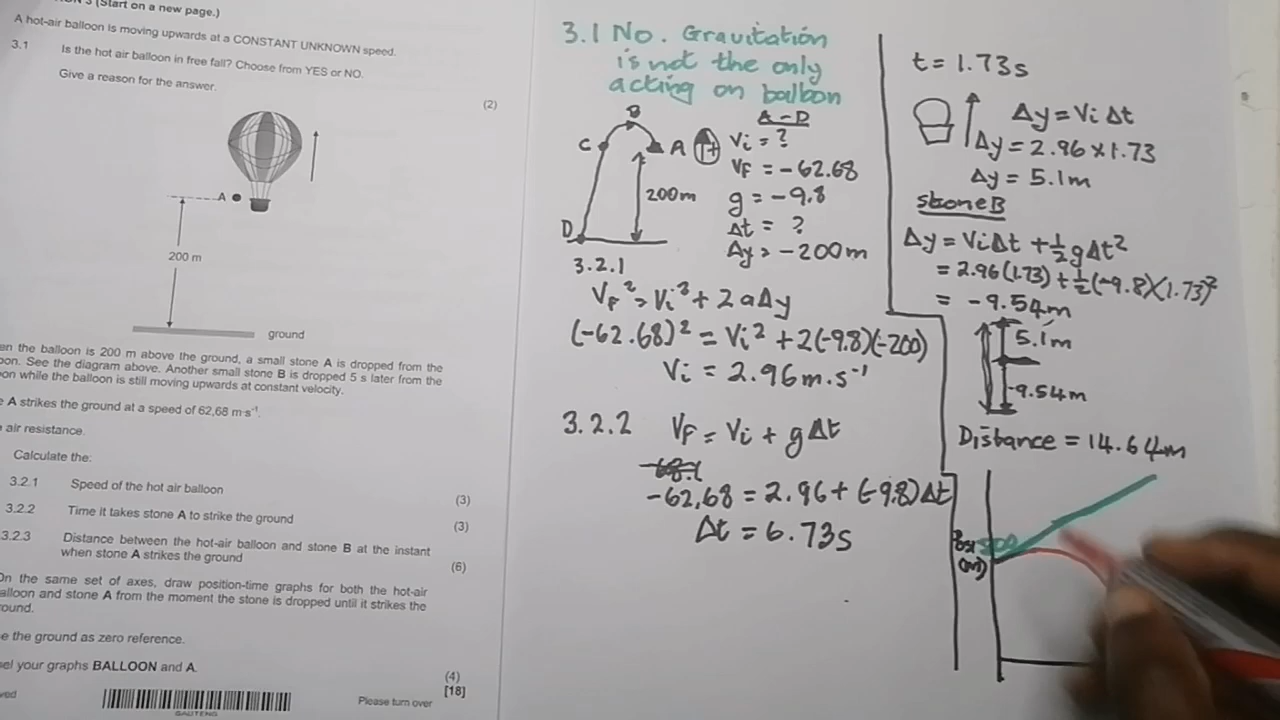 (Start on a new page.)
A hot-air balloon is moving upwards at a CONSTANT UNKNOWN speed.
3.1 Is the hot air balloon in free fall? Choose from YES or NO.
Give a reason for the answer.
(2)
A
200 m
ground
the balloon is 200 m above the ground, a small stone A is dropped from the
See the diagram above. Another small stone B is dropped 5 s later from the
while the balloon is still moving upwards at constant velocity.
A strikes the ground at a speed of 62,68 m·s⁻¹.
air resistance.
Calculate the:
3.2.1 Speed of the hot air balloon
(3)
3.2.2 Time it takes stone A to strike the ground
(3)
3.2.3 Distance between the hot-air balloon and stone B at the instant
when stone A strikes the ground
(6)
On the same set of axes, draw position-time graphs for both the hot-air
and stone A from the moment the stone is dropped until it strikes the
the ground as zero reference.
your graphs BALLOON and A.
(4)
[18]
GAUTENG
Please turn over
3.1 No. Gravitation
is not the only
acting on balloon
B
C
A
D
200m
A-D
Vi = ?
VF = -62.68
g = -9.8
Δt = ?
Δy = -200m
3.2.1
VF² = Vi² + 2aΔy
(-62.68)² = Vi² + 2(-9.8)(-200)
Vi = 2.96m.s⁻¹
3.2.2 VF = Vi + gΔt
-62,68 = 2.96 + (-9.8)Δt
Δt = 6.73s
t = 1.73s
Δy = Vi Δt
Δy = 2.96 × 1.73
Δy = 5.1m
stone B
Δy = ViΔt + ½gΔt²
= 2.96(1.73) + ½(-9.8)(1.73)²
= -9.54m
5.1m
-9.54m
Distance = 14.64m
200
(m)